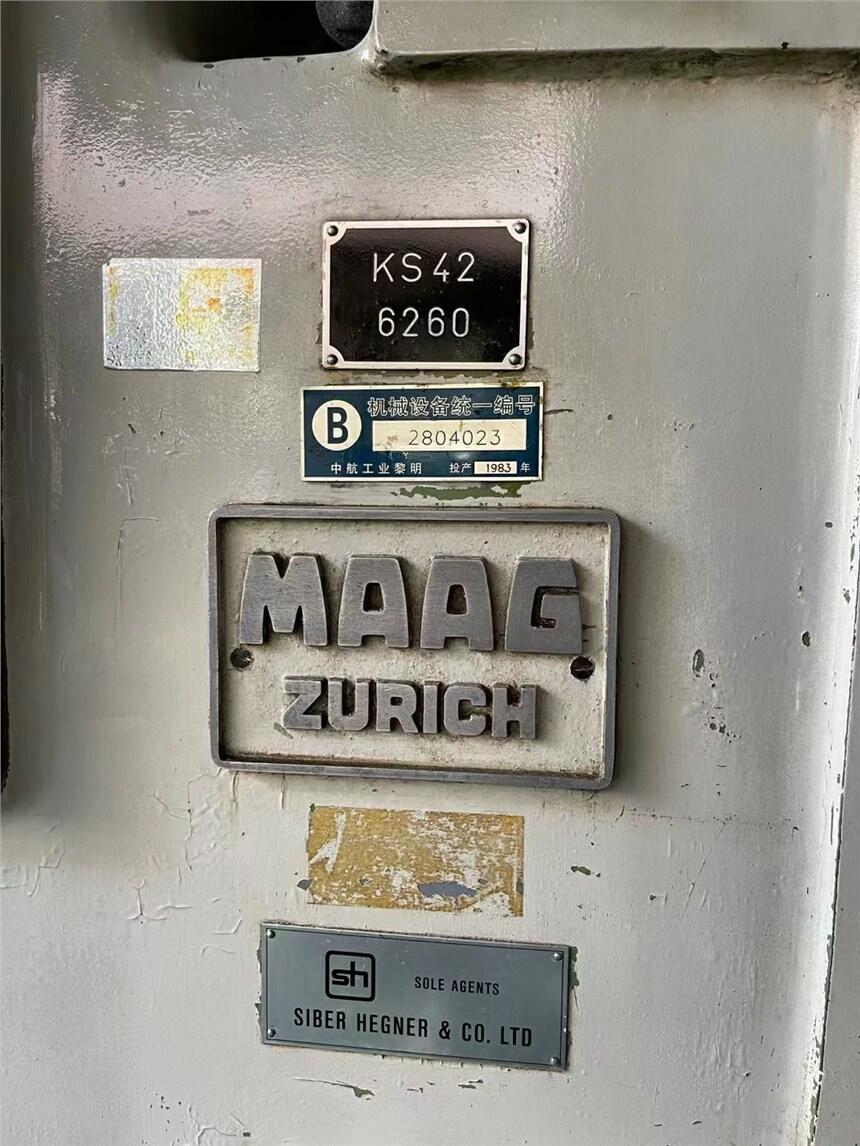 KS42
6260
B
机械设备统一编号
2804023
中航工业黎明 投产 1983 年
MAAG
ZURICH
sh SOLE AGENTS
SIBER HEGNER & CO. LTD